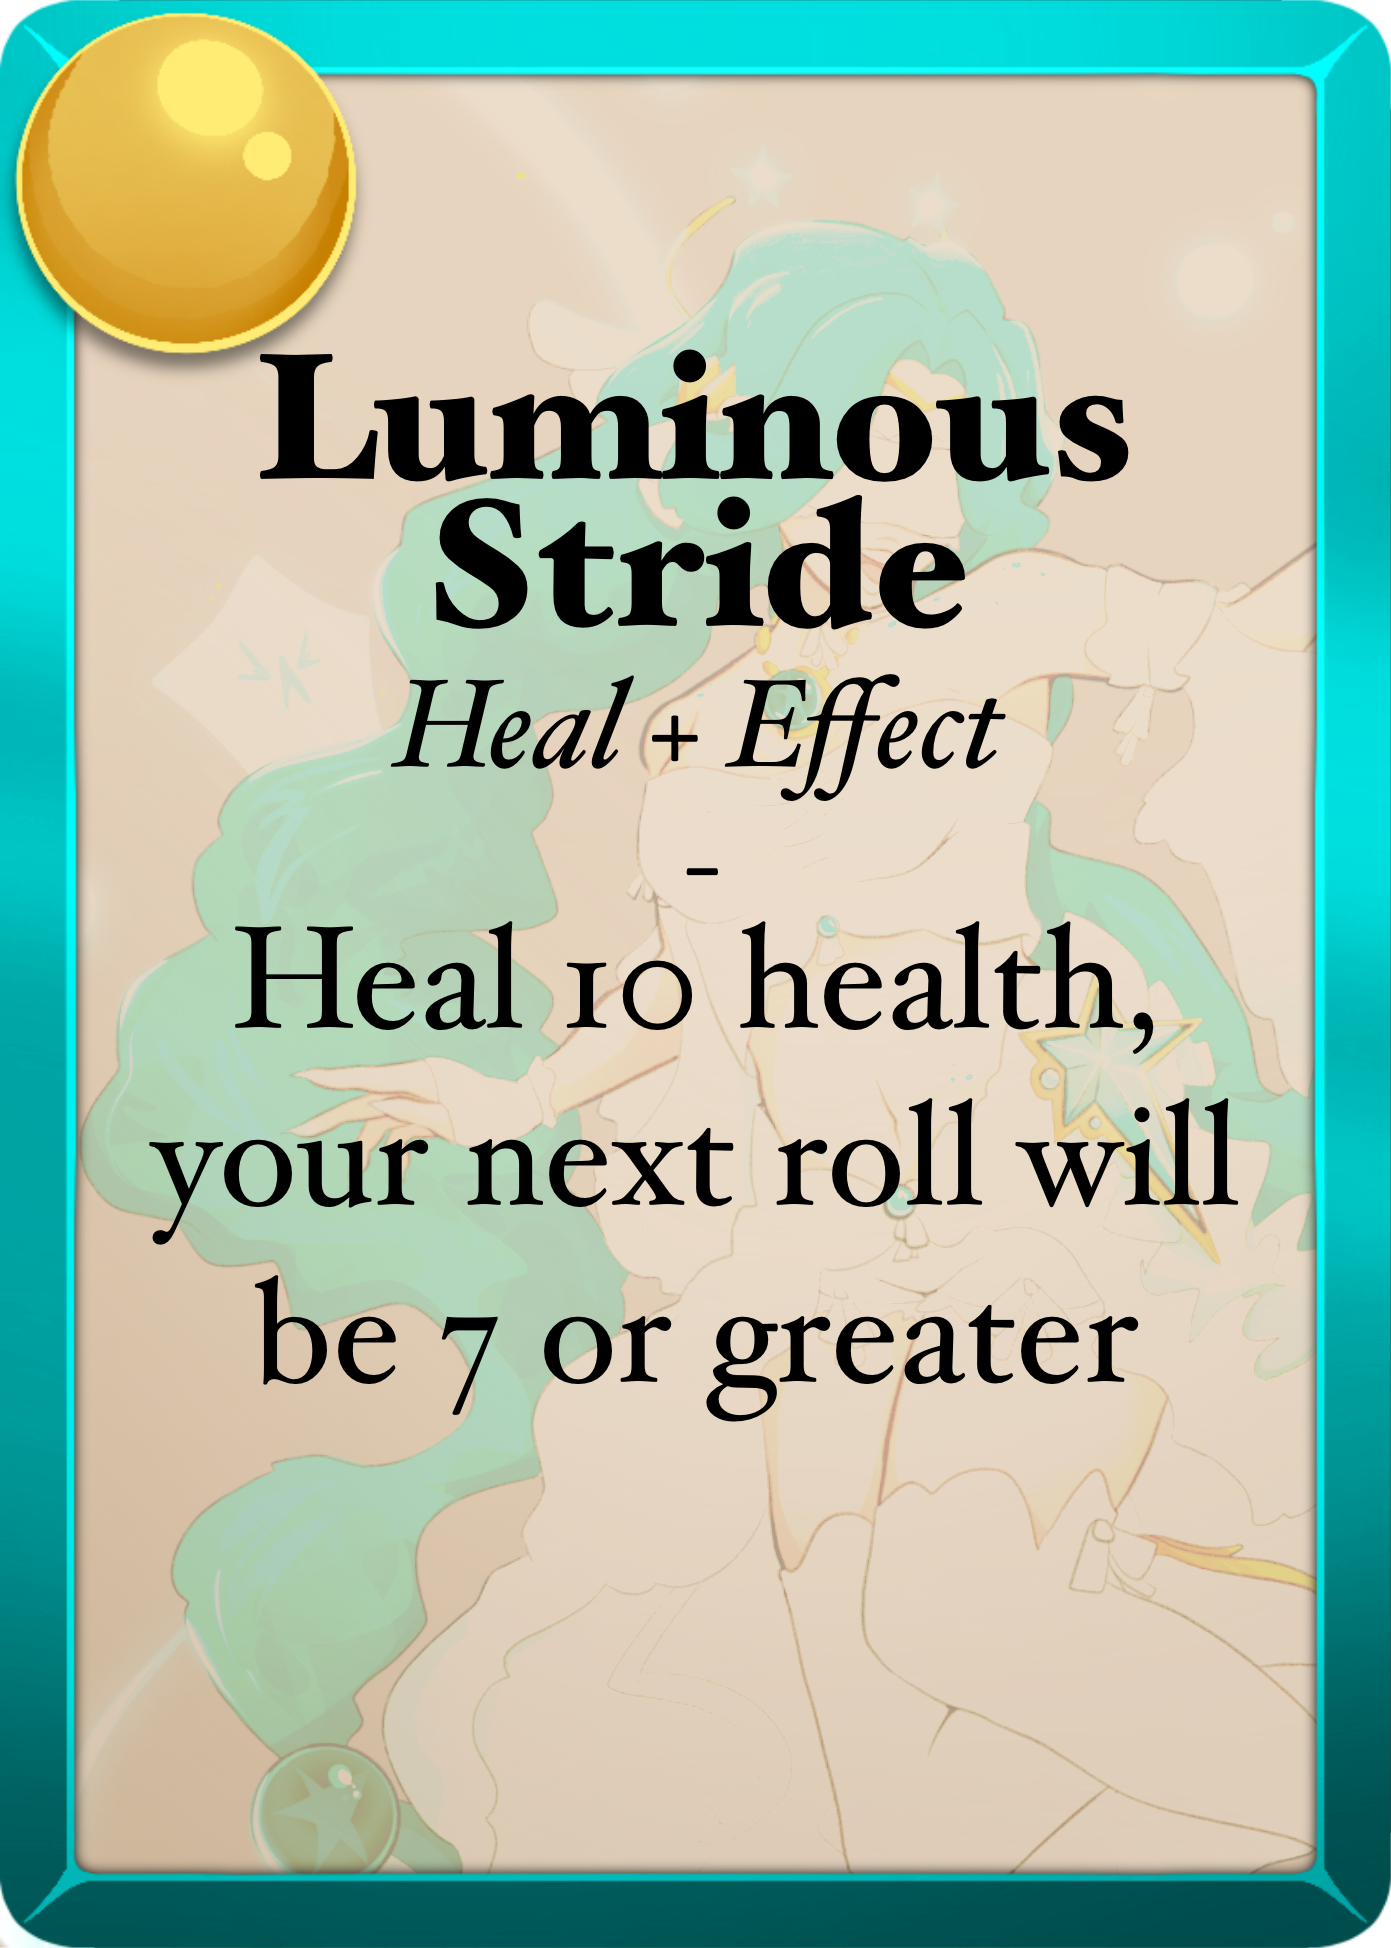 Luminous
Stride
Heal + Effect
-
Heal 10 health,
your next roll will
be 7 or greater